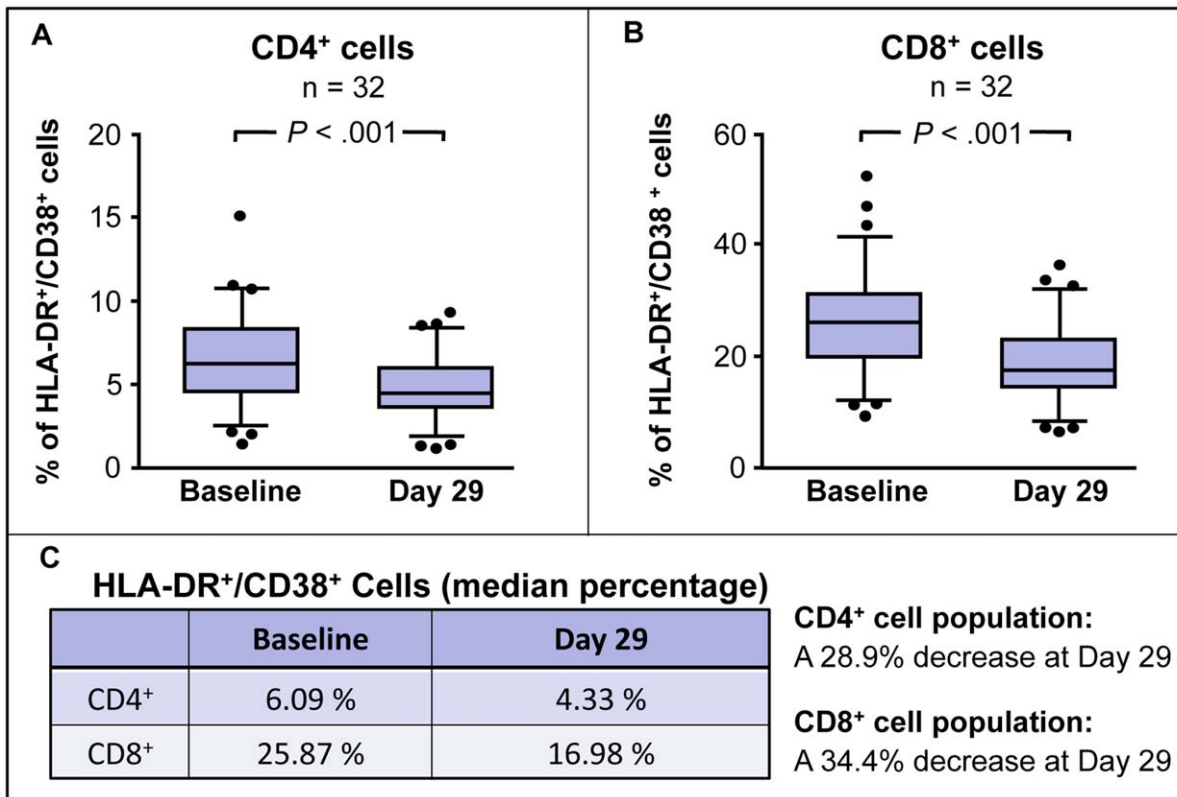 A
CD4⁺ cells
n = 32
P < .001
% of HLA-DR⁺/CD38⁺ cells
20
15
10
5
0
Baseline
Day 29
B
CD8⁺ cells
n = 32
P < .001
% of HLA-DR⁺/CD38 ⁺ cells
60
40
20
0
Baseline
Day 29
C
HLA-DR⁺/CD38⁺ Cells (median percentage)
Baseline Day 29
CD4⁺ 6.09 % 4.33 %
CD8⁺ 25.87 % 16.98 %
CD4⁺ cell population:
A 28.9% decrease at Day 29
CD8⁺ cell population:
A 34.4% decrease at Day 29